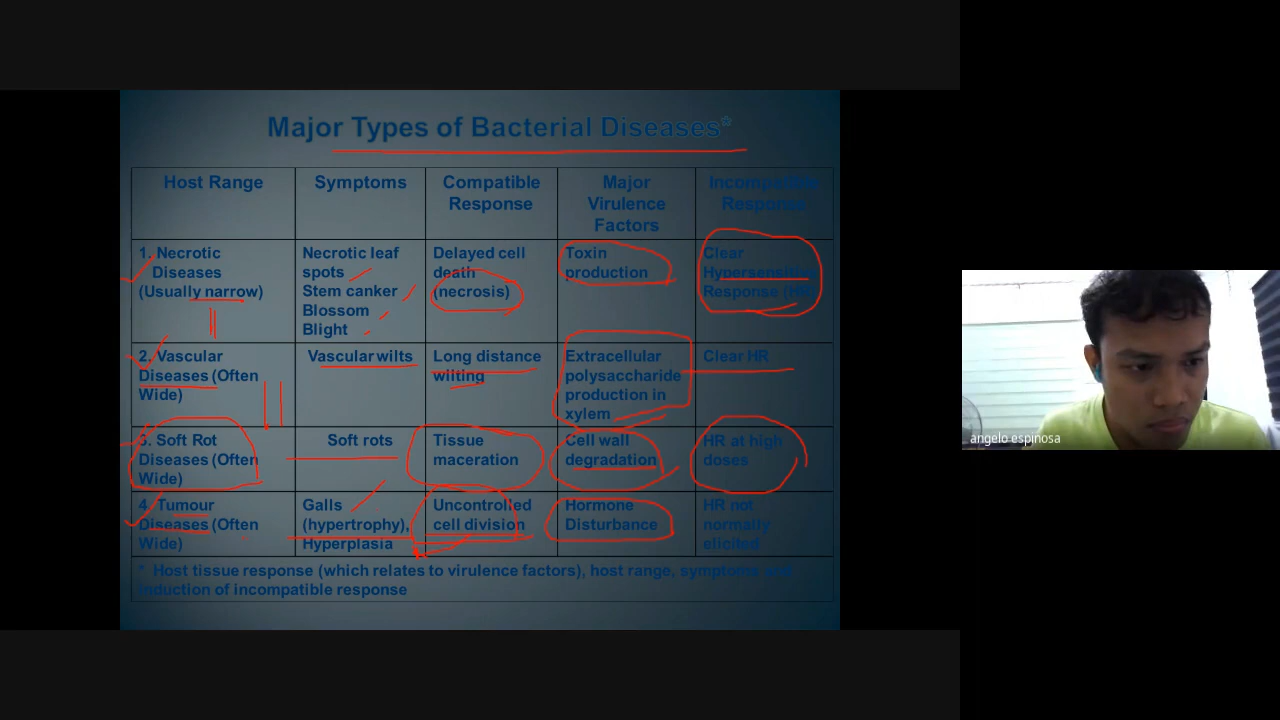 Major Types of Bacterial Diseases*
Host Range
Symptoms
Compatible
Response
Major
Virulence
Factors
Incompatible
Response
1. Necrotic
Diseases
(Usually narrow)
Necrotic leaf
spots
Stem canker
Blossom
Blight
Delayed cell
death
(necrosis)
Toxin
production
Clear
Hypersensitive
Response (HR)
2. Vascular
Diseases (Often
Wide)
Vascular wilts
Long distance
wilting
Extracellular
polysaccharide
production in
xylem
Clear HR
3. Soft Rot
Diseases (Often
Wide)
Soft rots
Tissue
maceration
Cell wall
degradation
HR at high
doses
4. Tumour
Diseases (Often
Wide)
Galls
(hypertrophy),
Hyperplasia
Uncontrolled
cell division
Hormone
Disturbance
HR not
normally
elicited
* Host tissue response (which relates to virulence factors), host range, symptoms and
induction of incompatible response
angelo espinosa